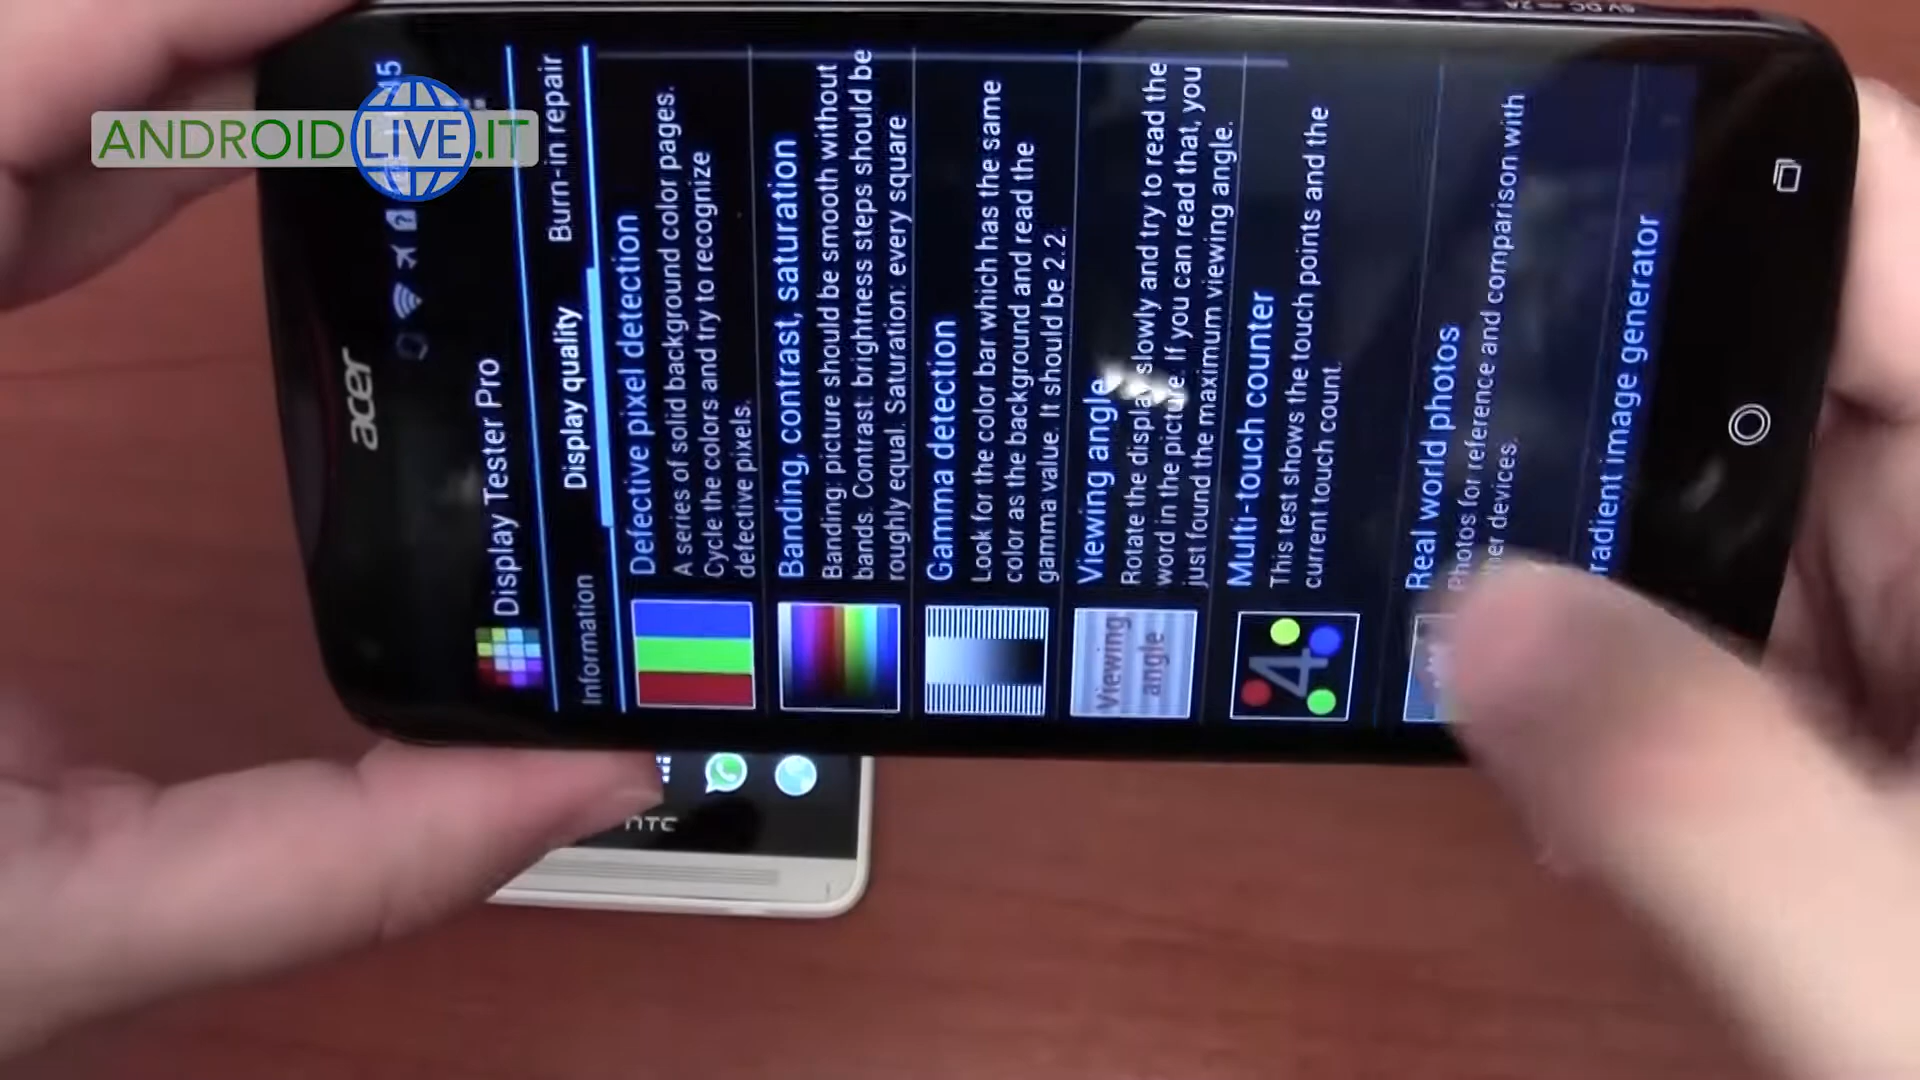 ANDROIDLIVE.IT
acer
Display Tester Pro
Information
Display quality
Burn-in repair
Defective pixel detection
A series of solid background color pages.
Cycle the colors and try to recognize
defective pixels.
Banding, contrast, saturation
Banding: picture should be smooth without
bands. Contrast: brightness steps should be
roughly equal. Saturation: every square
Gamma detection
Look for the color bar which has the same
color as the background and read the
gamma value. It should be 2.2.
Viewing angle
Viewing angle
Rotate the display slowly and try to read the
word in the picture. If you can read that, you
just found the maximum viewing angle.
4
Multi-touch counter
This test shows the touch points and the
current touch count.
Real world photos
Photos for reference and comparison with
devices.
image generator
hTC
5V DC 2A